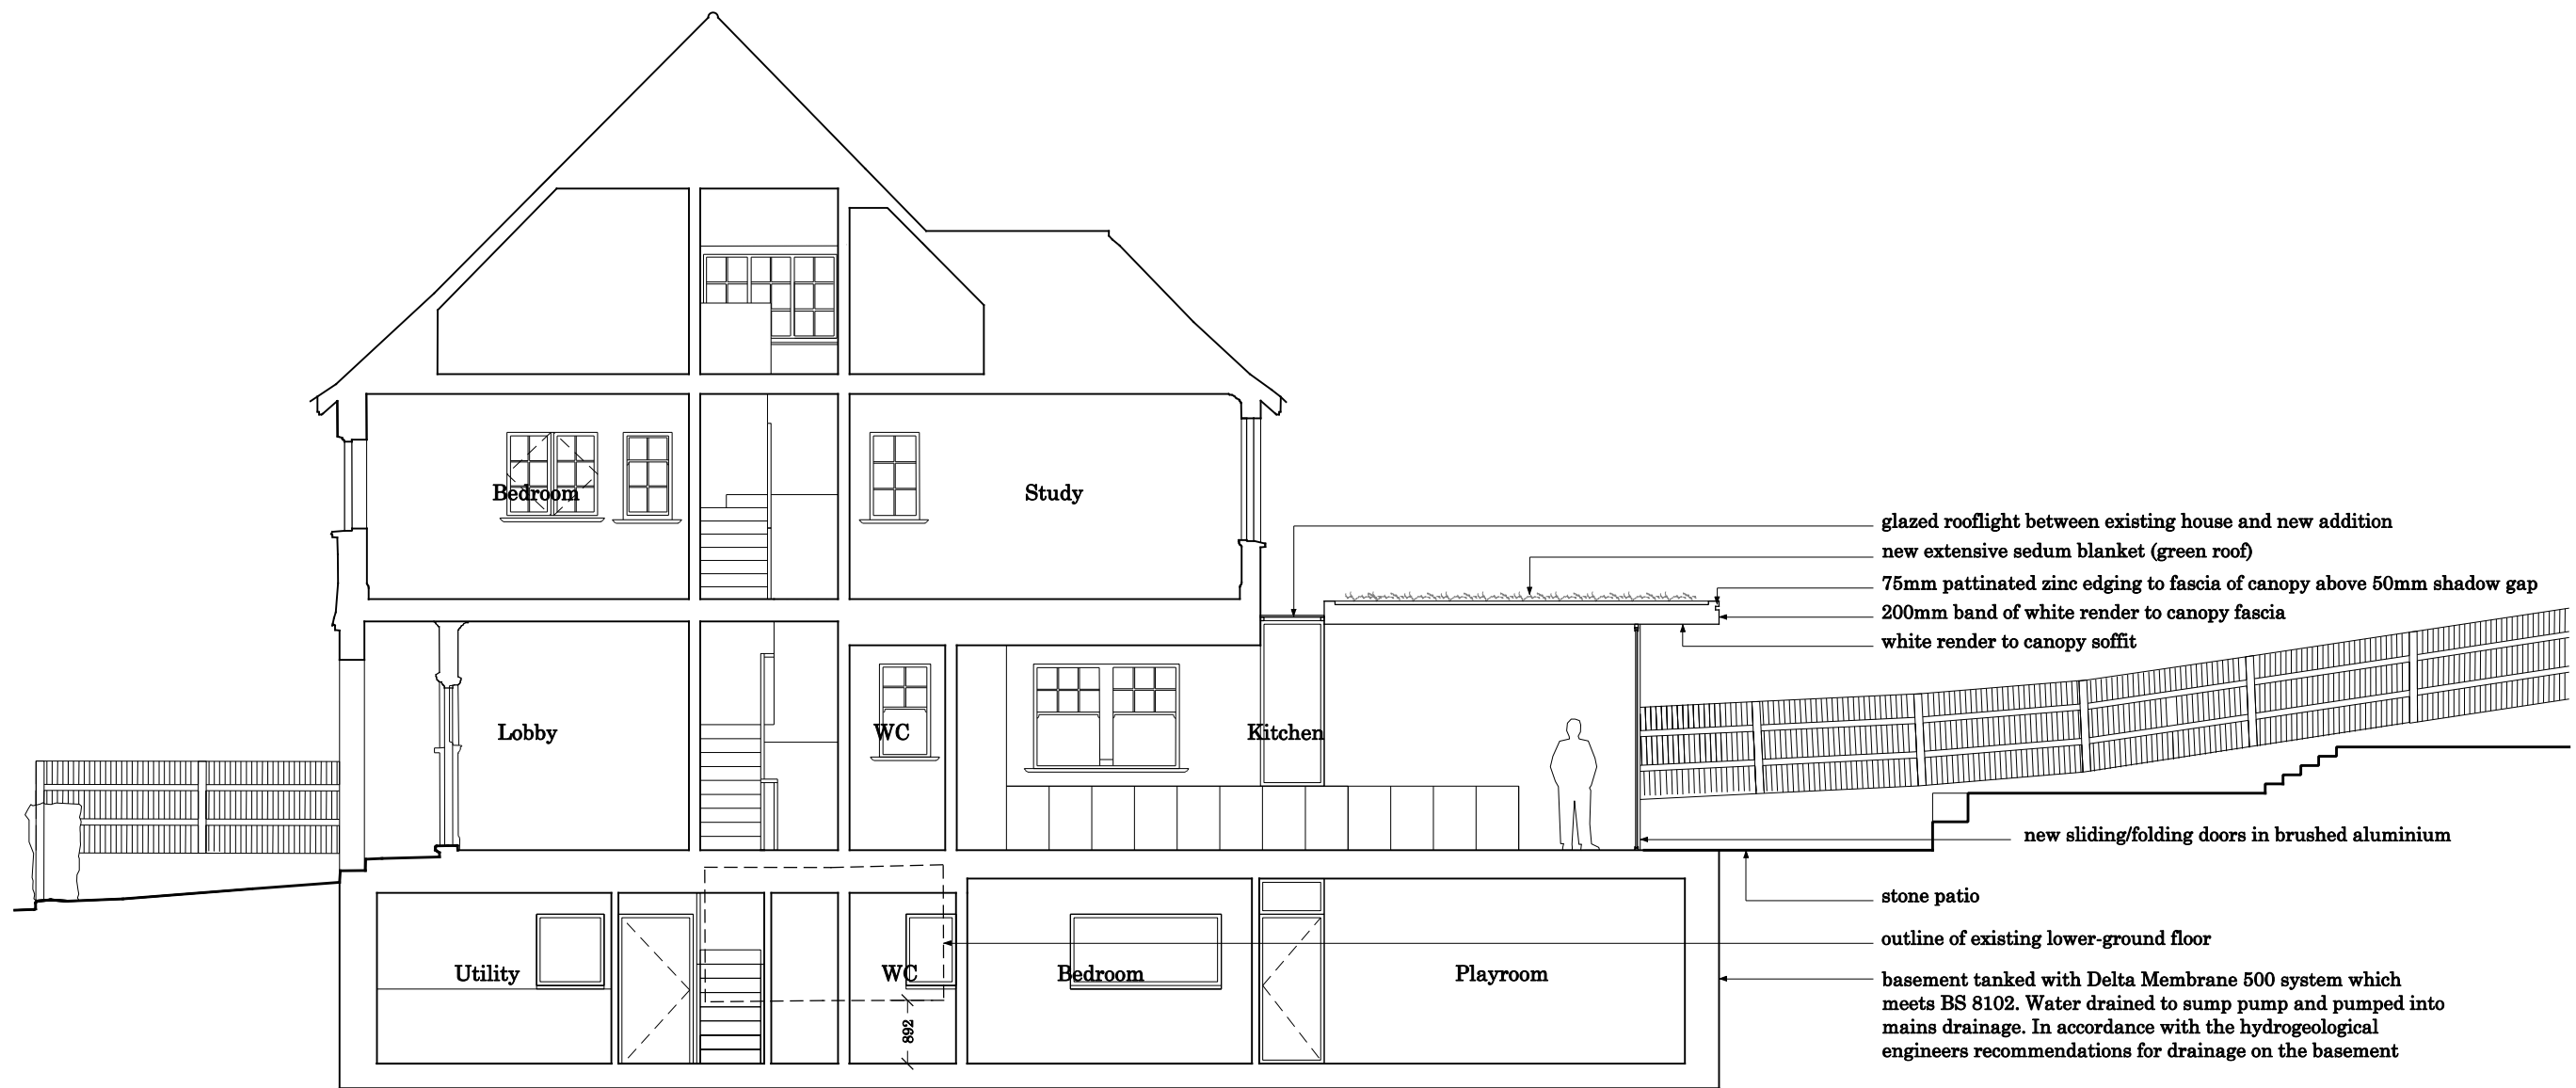 Bedroom
Study
glazed rooflight between existing house and new addition
new extensive sedum blanket (green roof)
75mm pattinated zinc edging to fascia of canopy above 50mm shadow gap
200mm band of white render to canopy fascia
white render to canopy soffit
Lobby
WC
Kitchen
new sliding/folding doors in brushed aluminium
stone patio
outline of existing lower-ground floor
Utility
WC
Bedroom
Playroom
892
basement tanked with Delta Membrane 500 system which
meets BS 8102. Water drained to sump pump and pumped into
mains drainage. In accordance with the hydrogeological
engineers recommendations for drainage on the basement